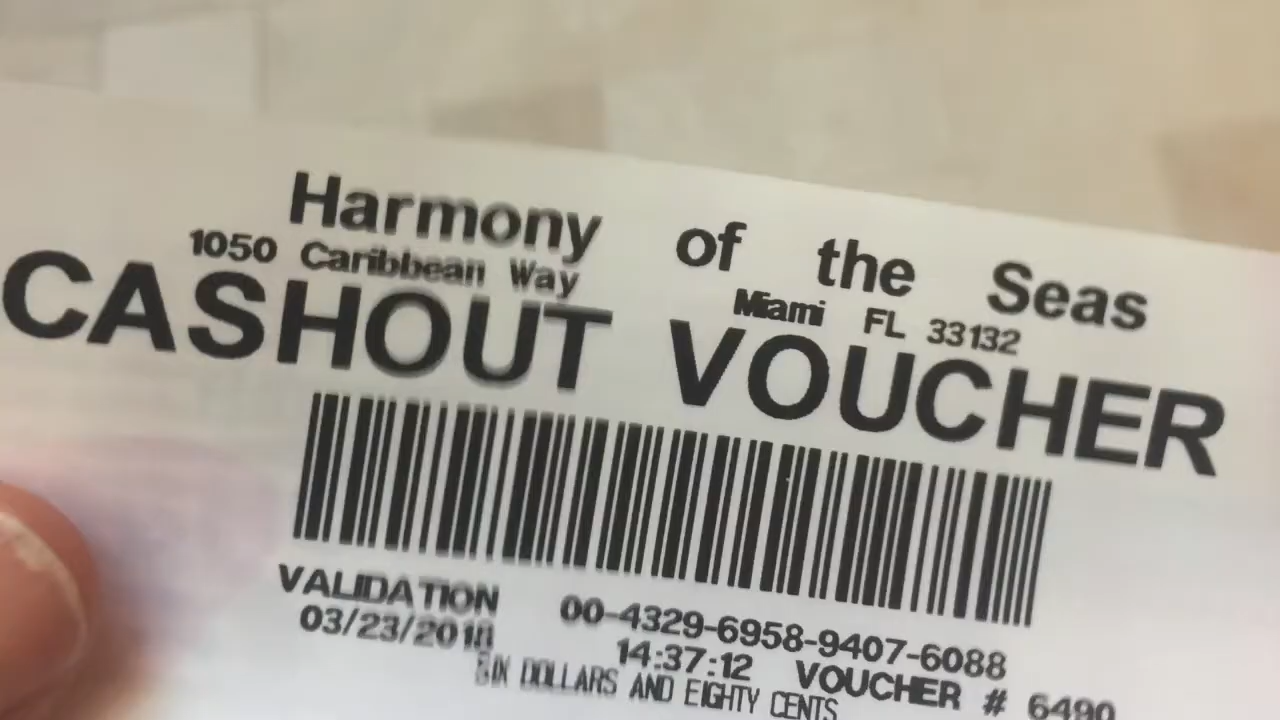 Harmony of the Seas
1050 Caribbean Way Miami FL 33132
CASHOUT VOUCHER
VALIDATION 00-4329-6958-9407-6088
03/23/2018 14:37:12 VOUCHER # 6490
SIX DOLLARS AND EIGHTY CENTS